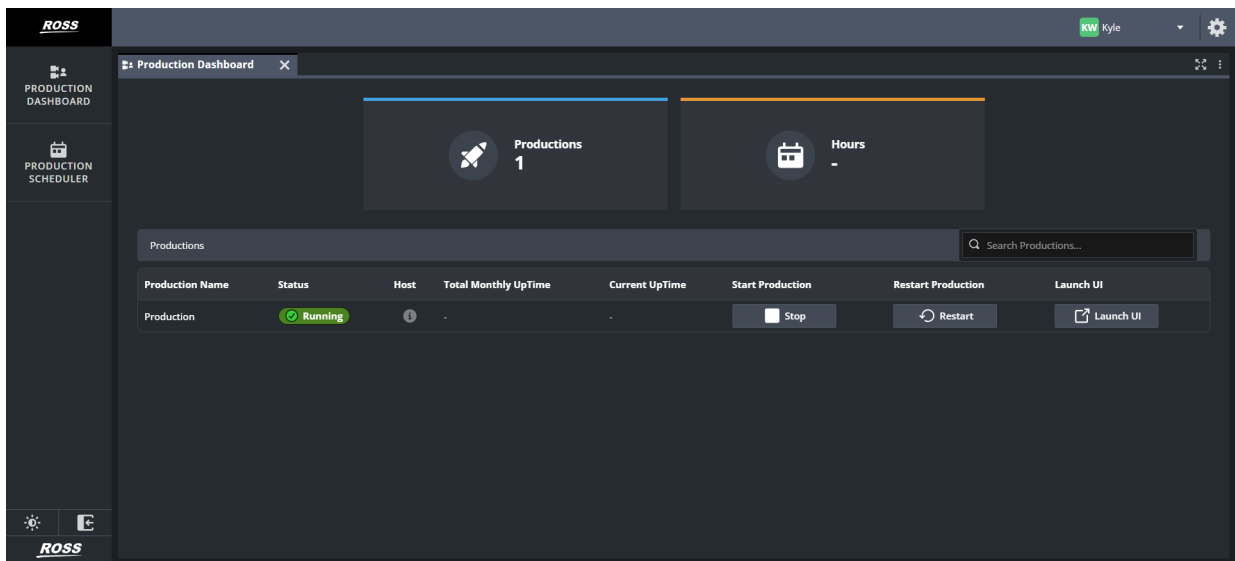 ROSS
KW Kyle
PRODUCTION
DASHBOARD
PRODUCTION
SCHEDULER
Production Dashboard
Productions
1
Hours
-
Productions
Search Productions...
Production Name Status Host Total Monthly UpTime Current UpTime Start Production Restart Production Launch UI
Production Running - - Stop Restart Launch UI
ROSS